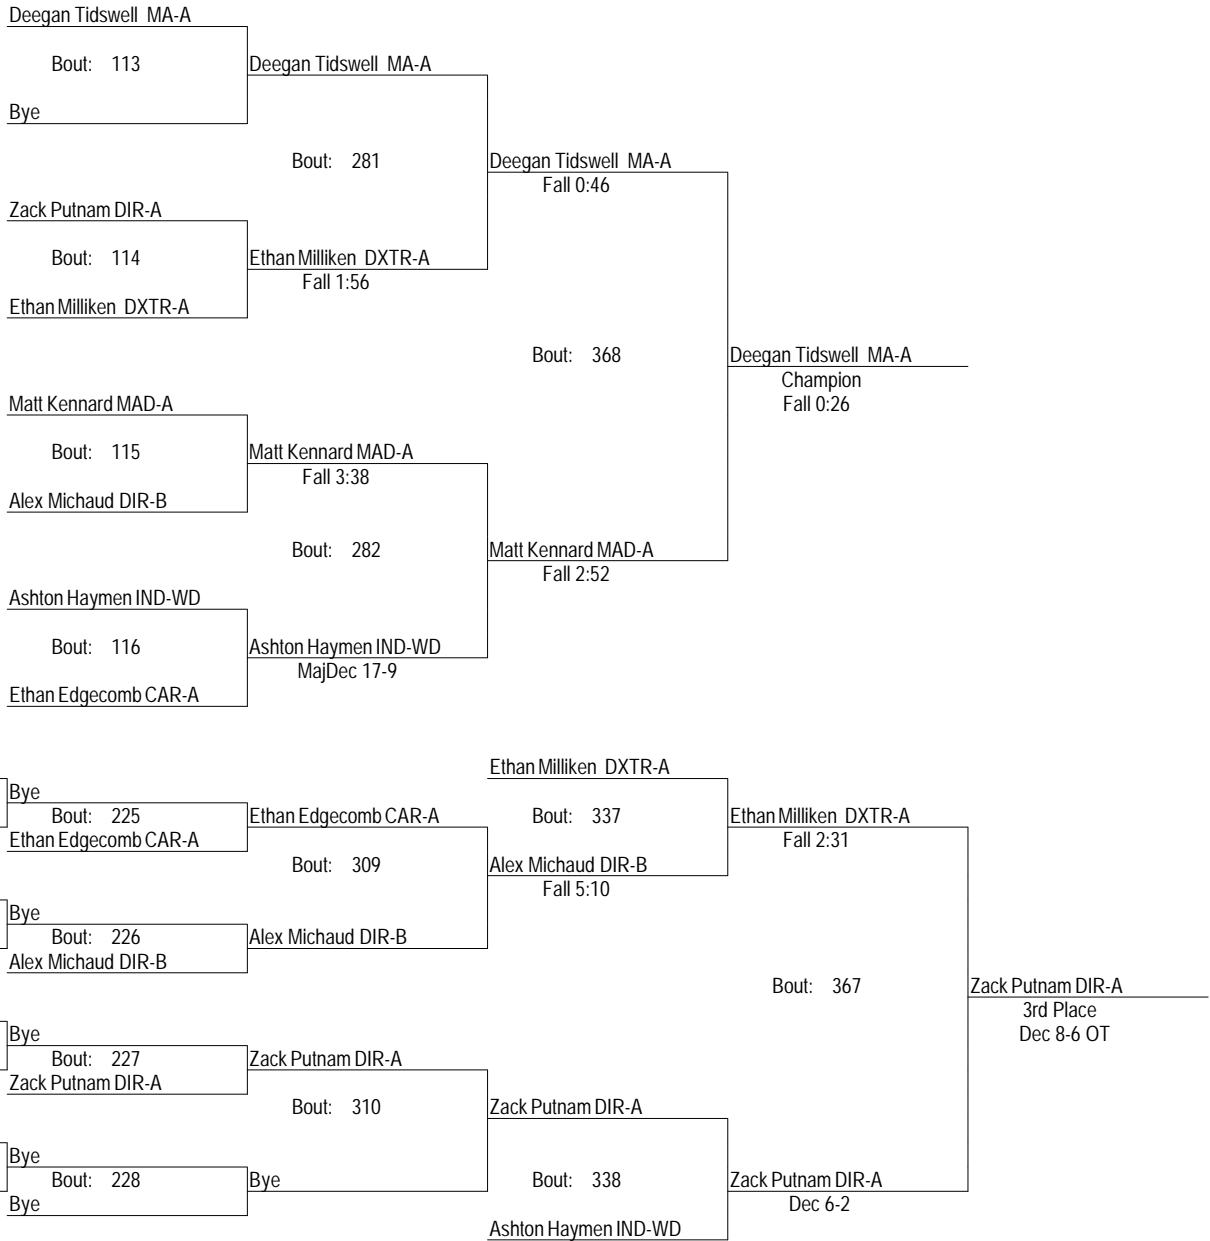 Deegan Tidswell MA-A
Bout: 113
Deegan Tidswell MA-A
Bye
Bout: 281
Deegan Tidswell MA-A
Fall 0:46
Zack Putnam DIR-A
Bout: 114
Ethan Milliken DXTR-A
Fall 1:56
Ethan Milliken DXTR-A
Bout: 368
Deegan Tidswell MA-A
Champion
Fall 0:26
Matt Kennard MAD-A
Bout: 115
Matt Kennard MAD-A
Fall 3:38
Alex Michaud DIR-B
Bout: 282
Matt Kennard MAD-A
Fall 2:52
Ashton Haymen IND-WD
Bout: 116
Ashton Haymen IND-WD
MajDec 17-9
Ethan Edgecomb CAR-A
Ethan Milliken DXTR-A
Bye
Bout: 225
Ethan Edgecomb CAR-A
Bout: 337
Ethan Milliken DXTR-A
Fall 2:31
Ethan Edgecomb CAR-A
Bout: 309
Alex Michaud DIR-B
Fall 5:10
Bye
Bout: 226
Alex Michaud DIR-B
Alex Michaud DIR-B
Bout: 367
Zack Putnam DIR-A
3rd Place
Dec 8-6 OT
Bye
Bout: 227
Zack Putnam DIR-A
Zack Putnam DIR-A
Bout: 310
Zack Putnam DIR-A
Bye
Bout: 228
Bye
Bout: 338
Zack Putnam DIR-A
Dec 6-2
Bye
Ashton Haymen IND-WD